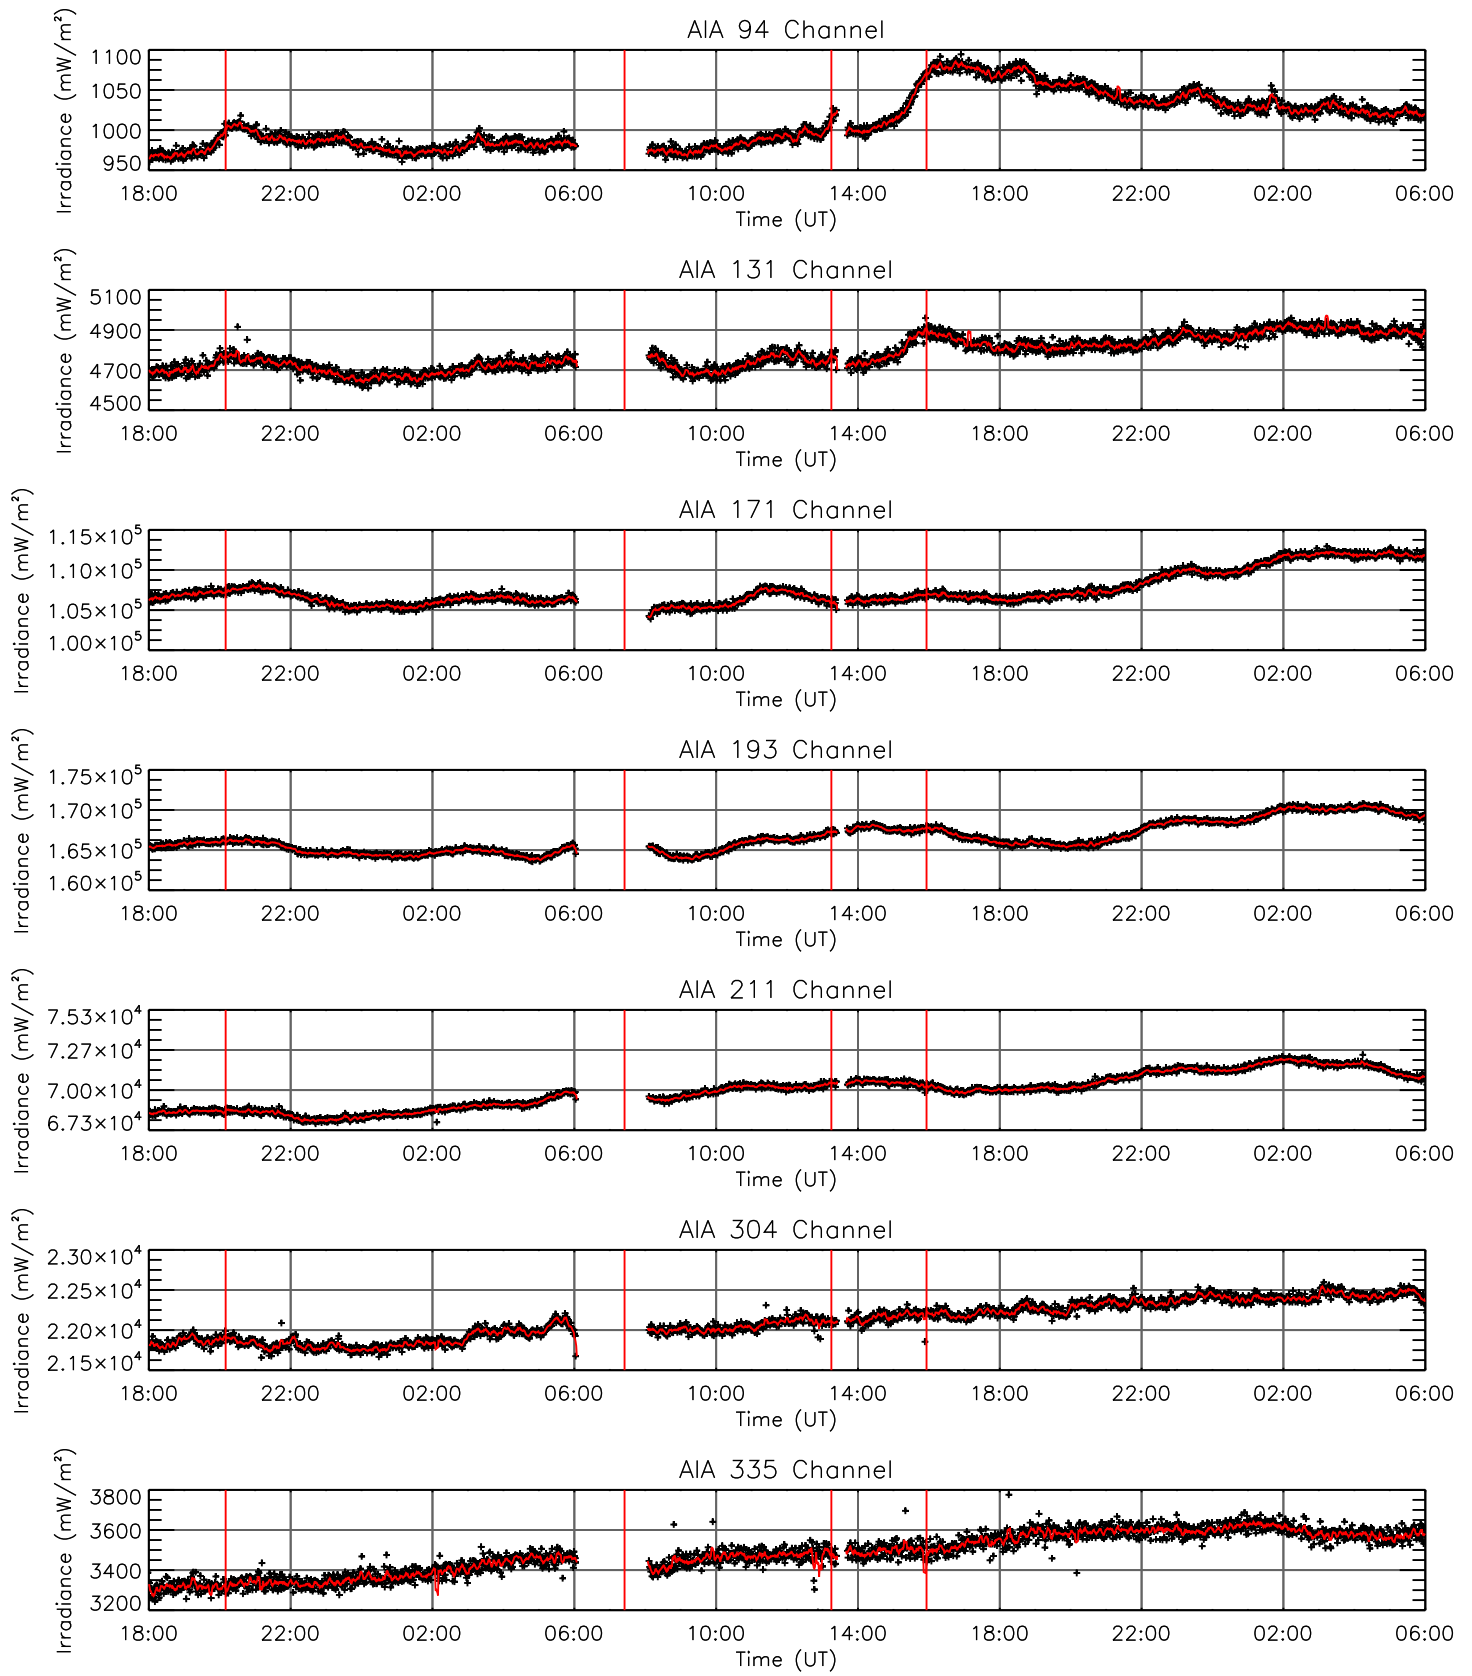 AIA 94 Channel
Irradiance (mW/m²)
1100
1050
1000
950
18:00 22:00 02:00 06:00 10:00 14:00 18:00 22:00 02:00 06:00
Time (UT)
AIA 131 Channel
Irradiance (mW/m²)
5100
4900
4700
4500
18:00 22:00 02:00 06:00 10:00 14:00 18:00 22:00 02:00 06:00
Time (UT)
AIA 171 Channel
Irradiance (mW/m²)
1.15×10⁵
1.10×10⁵
1.05×10⁵
1.00×10⁵
18:00 22:00 02:00 06:00 10:00 14:00 18:00 22:00 02:00 06:00
Time (UT)
AIA 193 Channel
Irradiance (mW/m²)
1.75×10⁵
1.70×10⁵
1.65×10⁵
1.60×10⁵
18:00 22:00 02:00 06:00 10:00 14:00 18:00 22:00 02:00 06:00
Time (UT)
AIA 211 Channel
Irradiance (mW/m²)
7.53×10⁴
7.27×10⁴
7.00×10⁴
6.73×10⁴
18:00 22:00 02:00 06:00 10:00 14:00 18:00 22:00 02:00 06:00
Time (UT)
AIA 304 Channel
Irradiance (mW/m²)
2.30×10⁴
2.25×10⁴
2.20×10⁴
2.15×10⁴
18:00 22:00 02:00 06:00 10:00 14:00 18:00 22:00 02:00 06:00
Time (UT)
AIA 335 Channel
Irradiance (mW/m²)
3800
3600
3400
3200
18:00 22:00 02:00 06:00 10:00 14:00 18:00 22:00 02:00 06:00
Time (UT)